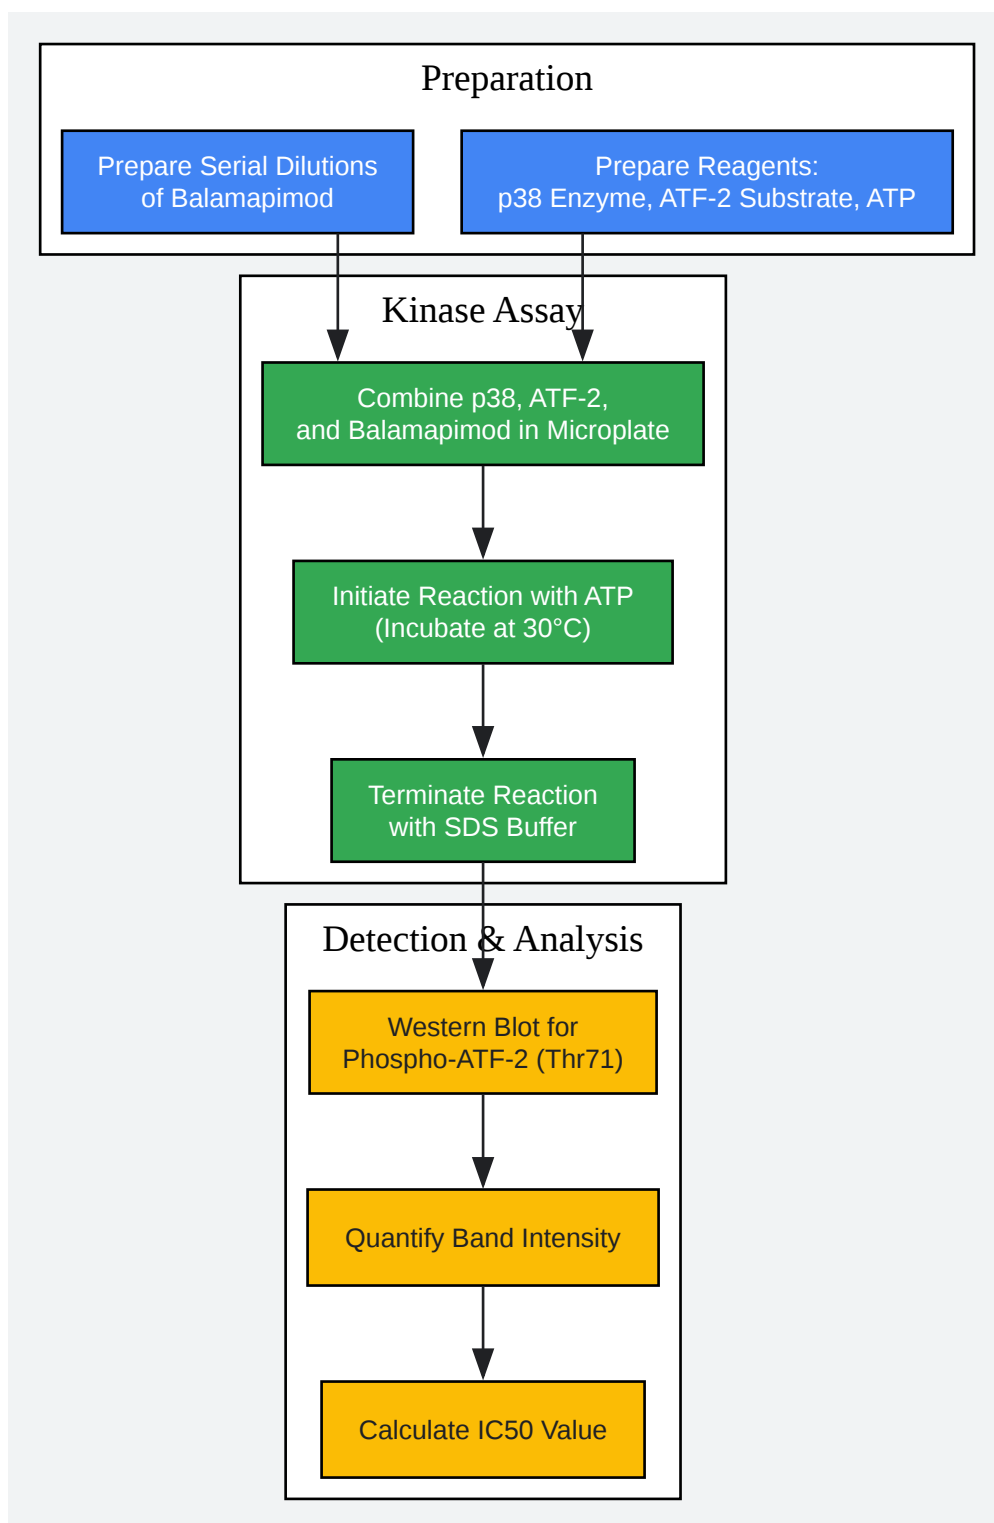 Preparation
Prepare Serial Dilutions
of Balamapimod
Prepare Reagents:
p38 Enzyme, ATF-2 Substrate, ATP
Kinase Assay
Combine p38, ATF-2,
and Balamapimod in Microplate
Initiate Reaction with ATP
(Incubate at 30°C)
Terminate Reaction
with SDS Buffer
Detection & Analysis
Western Blot for
Phospho-ATF-2 (Thr71)
Quantify Band Intensity
Calculate IC50 Value